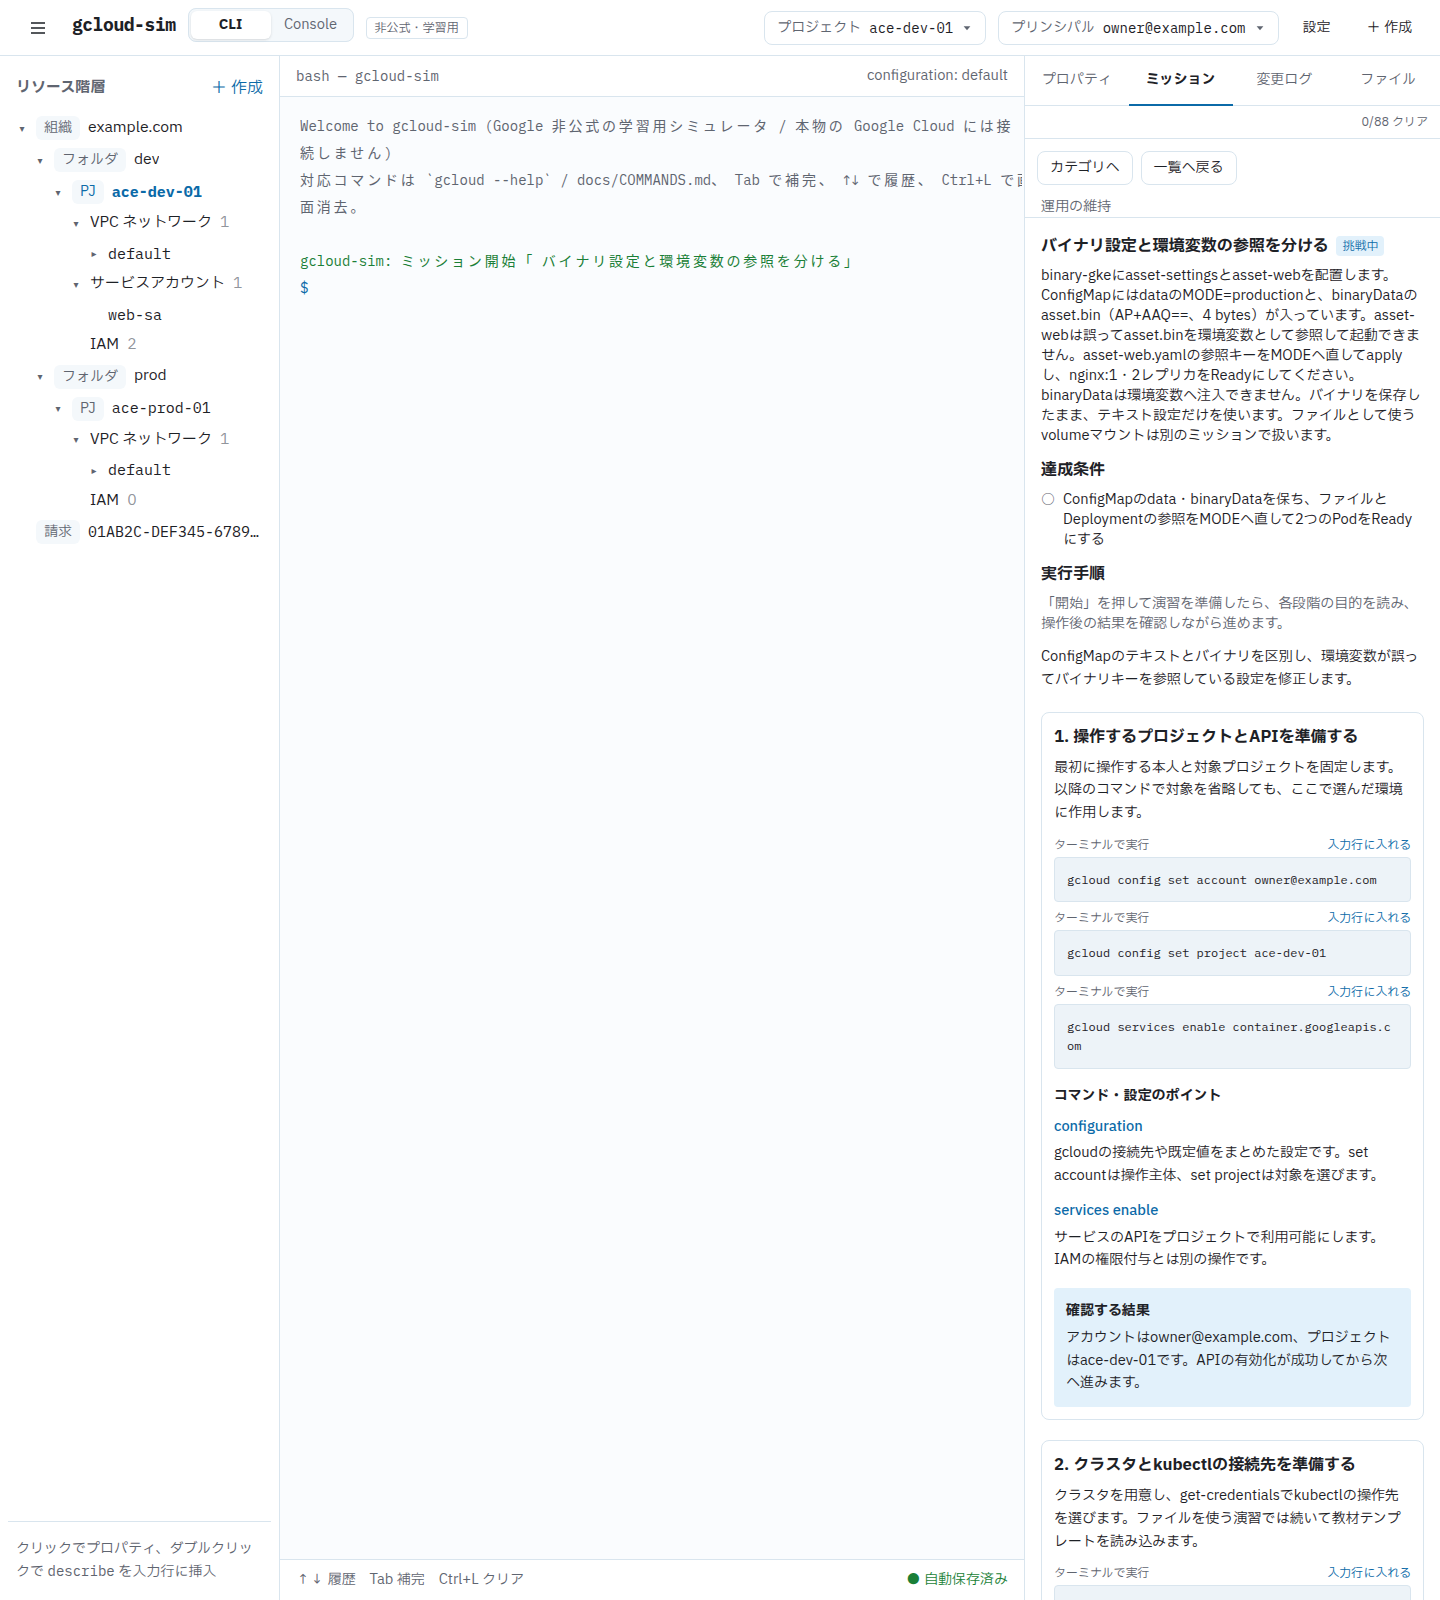 gcloud-sim CLI Console 非公式・学習用 プロジェクト ace-dev-01 プリンシパル owner@example.com 設定 ＋ 作成
リソース階層 ＋ 作成
組織 example.com
フォルダ dev
PJ ace-dev-01
VPC ネットワーク 1
default
サービスアカウント 1
web-sa
IAM 2
フォルダ prod
PJ ace-prod-01
VPC ネットワーク 1
default
IAM 0
請求 01AB2C-DEF345-6789…
クリックでプロパティ、ダブルクリッ
クで describe を入力行に挿入
bash — gcloud-sim configuration: default
Welcome to gcloud-sim (Google 非公式の学習用シミュレータ / 本物の Google Cloud には接
続しません)
対応コマンドは `gcloud --help` / docs/COMMANDS.md、 Tab で補完、 ↑↓ で履歴、 Ctrl+L で画
面消去。
gcloud-sim: ミッション開始「 バイナリ設定と環境変数の参照を分ける」
$
↑↓ 履歴 Tab 補完 Ctrl+L クリア ● 自動保存済み
プロパティ ミッション 変更ログ ファイル
0/88 クリア
カテゴリへ 一覧へ戻る
運用の維持
バイナリ設定と環境変数の参照を分ける 挑戦中
binary-gkeにasset-settingsとasset-webを配置します。
ConfigMapにはdataのMODE=productionと、binaryDataの
asset.bin（AP+AAQ==、4 bytes）が入っています。asset-
webは誤ってasset.binを環境変数として参照して起動できま
せん。asset-web.yamlの参照キーをMODEへ直してapply
し、nginx:1・2レプリカをReadyにしてください。
binaryDataは環境変数へ注入できません。バイナリを保存し
たまま、テキスト設定だけを使います。ファイルとして使う
volumeマウントは別のミッションで扱います。
達成条件
○ ConfigMapのdata・binaryDataを保ち、ファイルと
Deploymentの参照をMODEへ直して2つのPodをReady
にする
実行手順
「開始」を押して演習を準備したら、各段階の目的を読み、
操作後の結果を確認しながら進めます。
ConfigMapのテキストとバイナリを区別し、環境変数が誤っ
てバイナリキーを参照している設定を修正します。
1. 操作するプロジェクトとAPIを準備する
最初に操作する本人と対象プロジェクトを固定します。
以降のコマンドで対象を省略しても、ここで選んだ環境
に作用します。
ターミナルで実行 入力行に入れる
gcloud config set account owner@example.com
ターミナルで実行 入力行に入れる
gcloud config set project ace-dev-01
ターミナルで実行 入力行に入れる
gcloud services enable container.googleapis.c
om
コマンド・設定のポイント
configuration
gcloudの接続先や既定値をまとめた設定です。set
accountは操作主体、set projectは対象を選びます。
services enable
サービスのAPIをプロジェクトで利用可能にします。
IAMの権限付与とは別の操作です。
確認する結果
アカウントはowner@example.com、プロジェクト
はace-dev-01です。APIの有効化が成功してから次
へ進みます。
2. クラスタとkubectlの接続先を準備する
クラスタを用意し、get-credentialsでkubectlの操作先
を選びます。ファイルを使う演習では続いて教材テンプ
レートを読み込みます。
ターミナルで実行 入力行に入れる